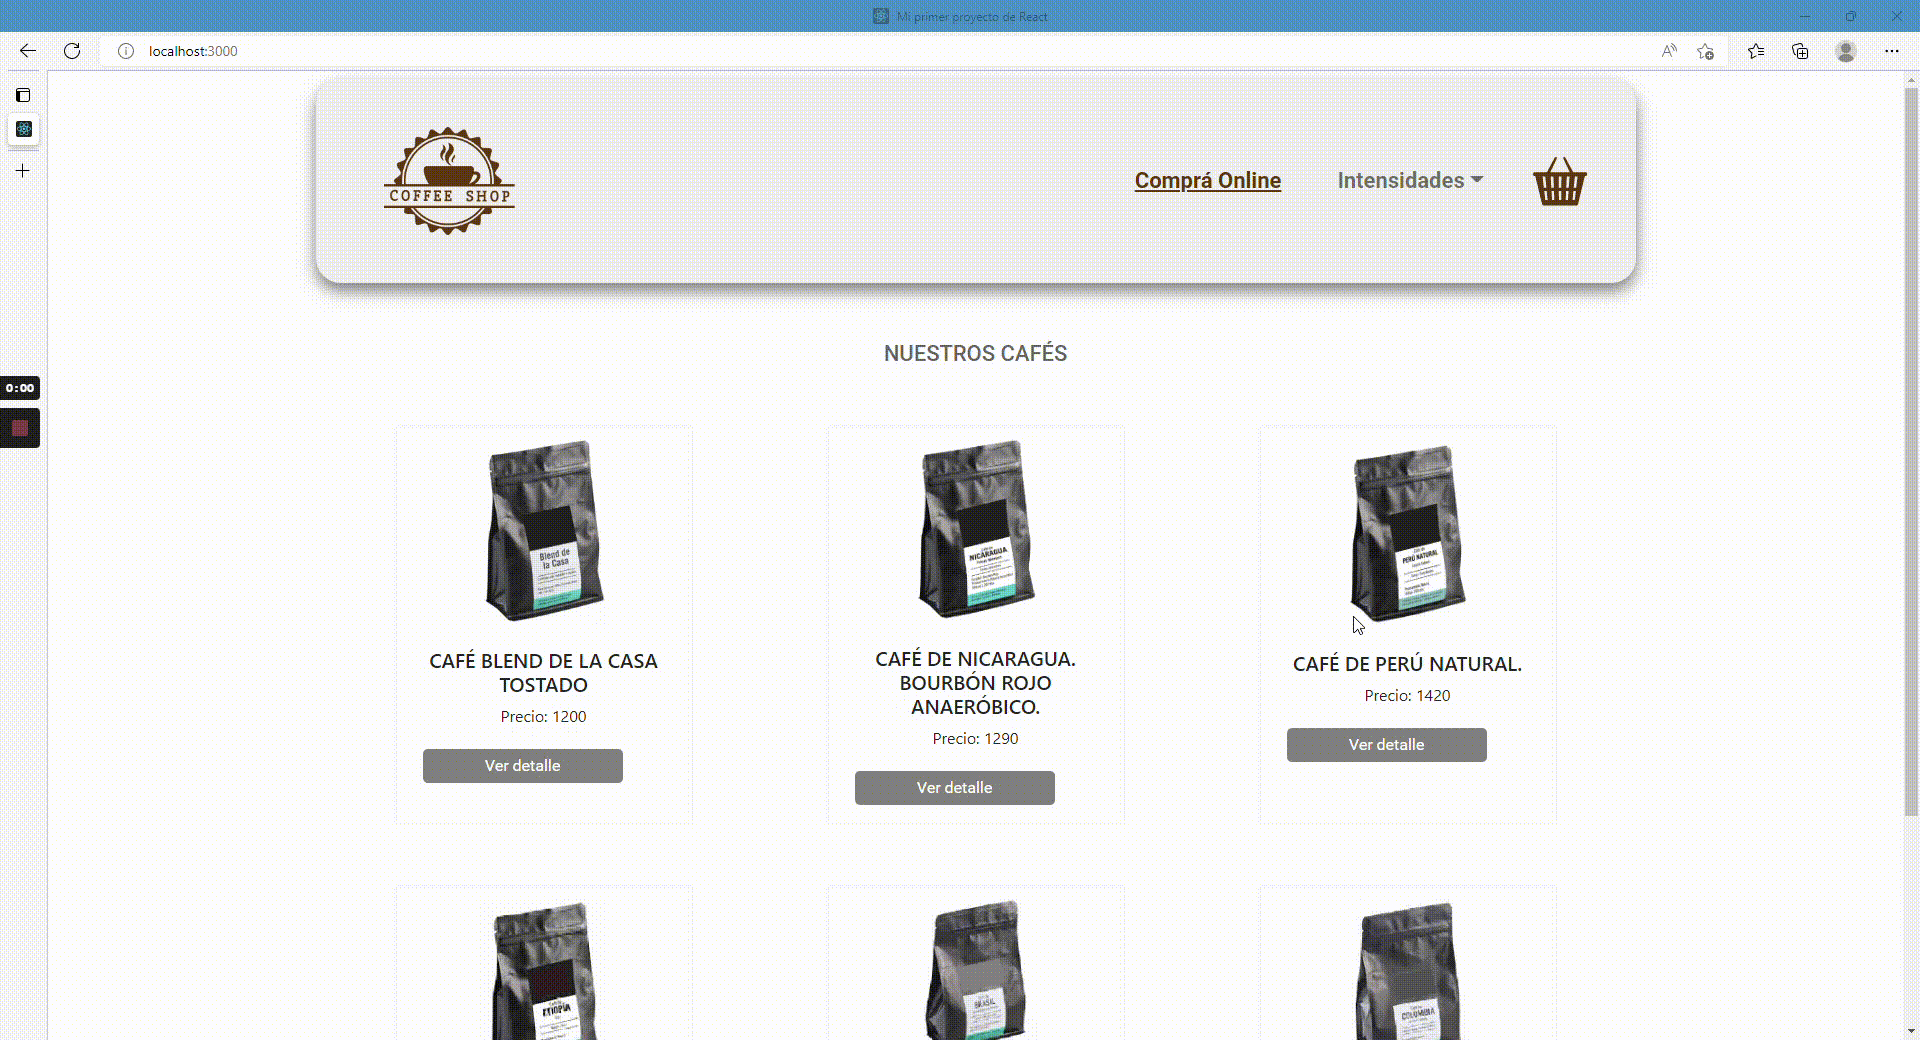 Mi primer proyecto de React
localhost:3000
COFFEE SHOP
Comprá Online
Intensidades
NUESTROS CAFÉS
0:00
Blend de
la Casa
NICARAGUA
PERÚ NATURAL
CAFÉ BLEND DE LA CASA
TOSTADO
Precio: 1200
Ver detalle
CAFÉ DE NICARAGUA.
BOURBÓN ROJO
ANAERÓBICO.
Precio: 1290
Ver detalle
CAFÉ DE PERÚ NATURAL.
Precio: 1420
Ver detalle
ETIOPÍA
BRASIL
COLOMBIA